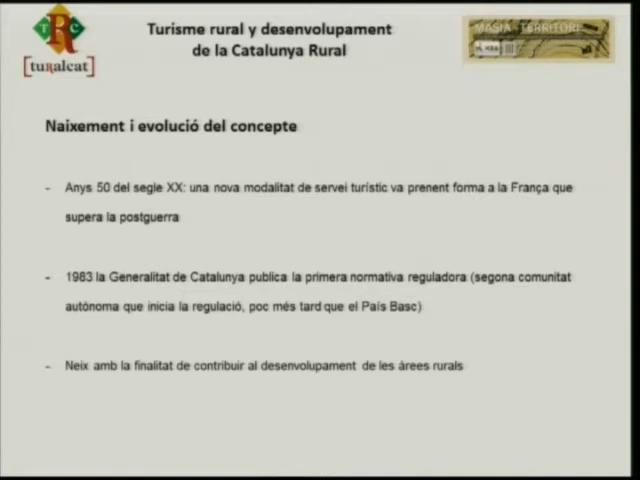 T R C
[turalcat]
Turisme rural y desenvolupament
de la Catalunya Rural
MASIA I TERRITORI
Naixement i evolució del concepte
- Anys 50 del segle XX: una nova modalitat de servei turístic va prenent forma a la França que
supera la postguerra
- 1983 la Generalitat de Catalunya publica la primera normativa reguladora (segona comunitat
autònoma que inicia la regulació, poc més tard que el País Basc)
- Neix amb la finalitat de contribuir al desenvolupament de les àrees rurals